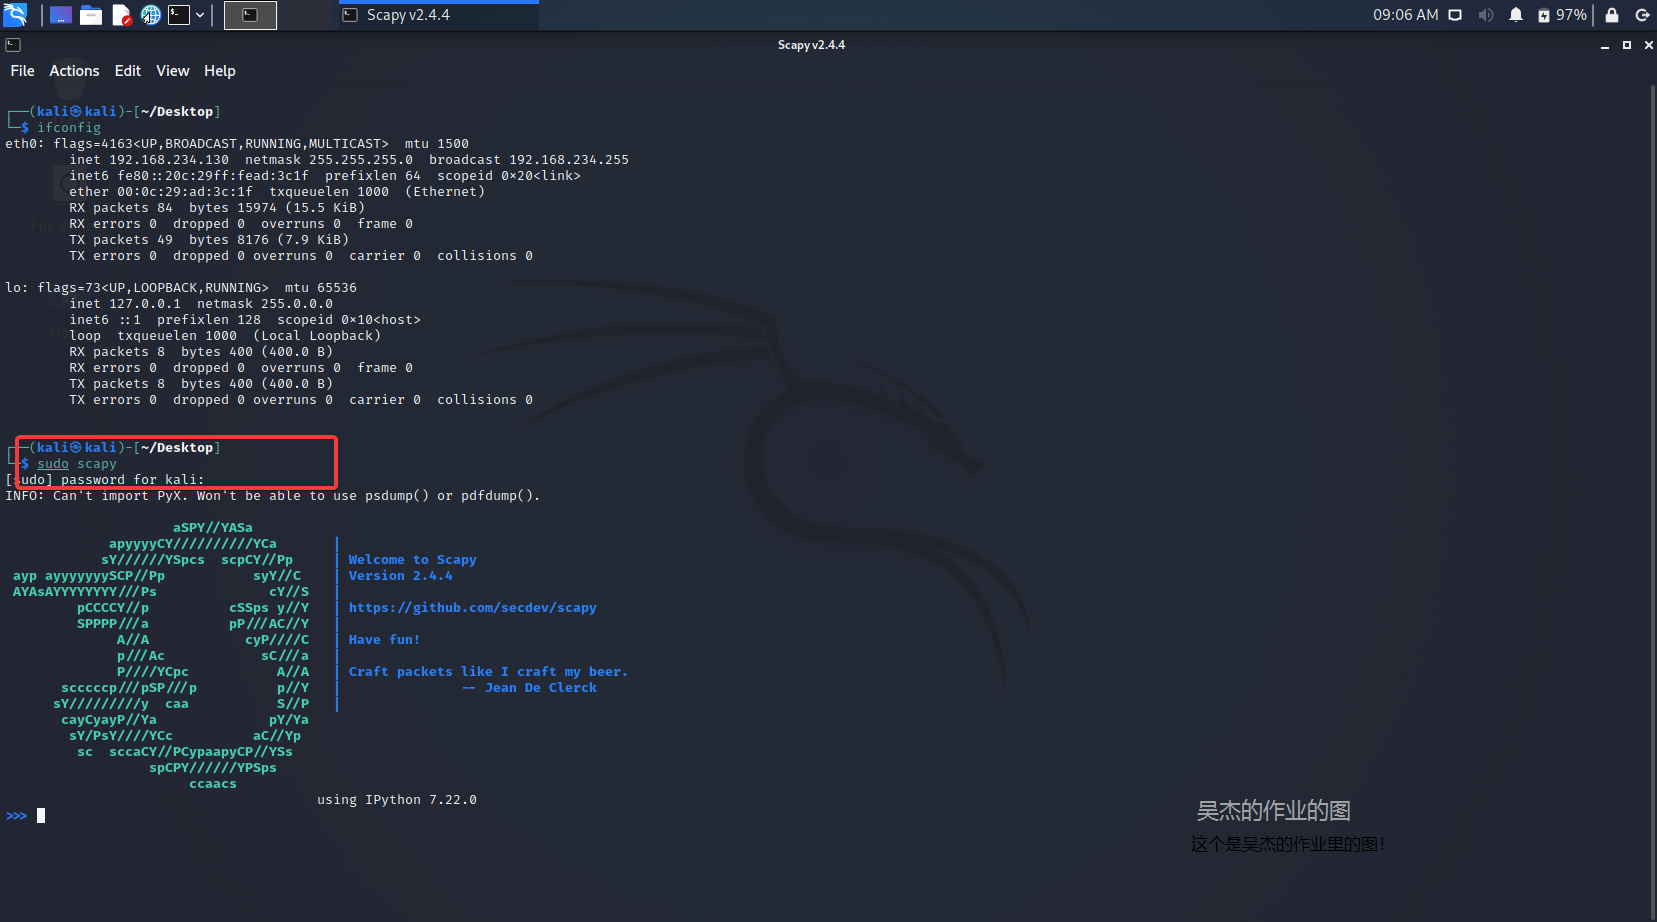 Scapy v2.4.4
09:06 AM
97%
Scapy v2.4.4
File Actions Edit View Help
(kali㉿kali)-[~/Desktop]
$ ifconfig
eth0: flags=4163<UP,BROADCAST,RUNNING,MULTICAST>  mtu 1500
        inet 192.168.234.130  netmask 255.255.255.0  broadcast 192.168.234.255
        inet6 fe80::20c:29ff:fead:3c1f  prefixlen 64  scopeid 0×20<link>
        ether 00:0c:29:ad:3c:1f  txqueuelen 1000  (Ethernet)
        RX packets 84  bytes 15974 (15.5 KiB)
        RX errors 0  dropped 0  overruns 0  frame 0
        TX packets 49  bytes 8176 (7.9 KiB)
        TX errors 0  dropped 0 overruns 0  carrier 0  collisions 0
lo: flags=73<UP,LOOPBACK,RUNNING>  mtu 65536
        inet 127.0.0.1  netmask 255.0.0.0
        inet6 ::1  prefixlen 128  scopeid 0×10<host>
        loop  txqueuelen 1000  (Local Loopback)
        RX packets 8  bytes 400 (400.0 B)
        RX errors 0  dropped 0  overruns 0  frame 0
        TX packets 8  bytes 400 (400.0 B)
        TX errors 0  dropped 0 overruns 0  carrier 0  collisions 0
(kali㉿kali)-[~/Desktop]
$ sudo scapy
[sudo] password for kali:
INFO: Can't import PyX. Won't be able to use psdump() or pdfdump().
                     aSPY//YASa
             apyyyyCY//////////YCa       |
            sY//////YSpcs  scpCY//Pp     | Welcome to Scapy
 ayp ayyyyyyySCP//Pp           syY//C    | Version 2.4.4
 AYAsAYYYYYYYY///Ps              cY//S   |
         pCCCCY//p          cSSps y//Y   | https://github.com/secdev/scapy
         SPPPP///a          pP///AC//Y   |
              A//A            cyP////C   | Have fun!
              p///Ac            sC///a   |
              P////YCpc           A//A   | Craft packets like I craft my beer.
       scccccp///pSP///p          p//Y   |               -- Jean De Clerck
      sY/////////y  caa           S//P   |
       cayCyayP//Ya              pY/Ya
        sY/PsY////YCc          aC//Yp
         sc  sccaCY//PCypaapyCP//YSs
                  spCPY//////YPSps
                       ccaacs
                                       using IPython 7.22.0
>>>
吴杰的作业的图
这个是吴杰的作业里的图!